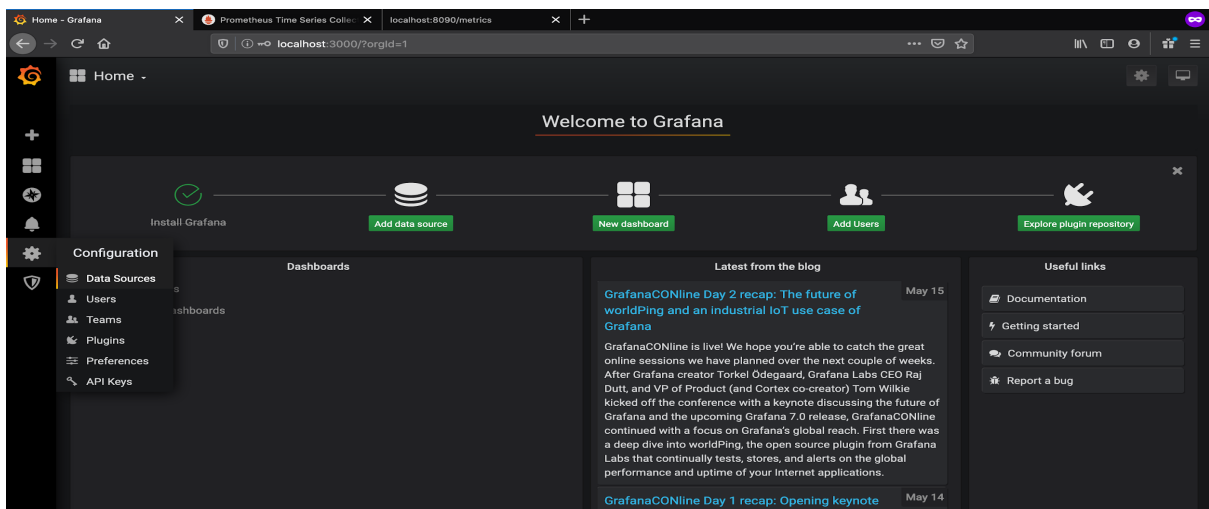 Home - Grafana
Prometheus Time Series Collec
localhost:8090/metrics
localhost:3000/?orgId=1
Home
Welcome to Grafana
Install Grafana
Add data source
New dashboard
Add Users
Explore plugin repository
Configuration
Data Sources
Users
Teams
Plugins
Preferences
API Keys
Dashboards
s
shboards
Latest from the blog
GrafanaCONline Day 2 recap: The future of
worldPing and an industrial IoT use case of
Grafana
May 15
GrafanaCONline is live! We hope you're able to catch the great
online sessions we have planned over the next couple of weeks.
After Grafana creator Torkel Ödegaard, Grafana Labs CEO Raj
Dutt, and VP of Product (and Cortex co-creator) Tom Wilkie
kicked off the conference with a keynote discussing the future of
Grafana and the upcoming Grafana 7.0 release, GrafanaCONline
continued with a focus on Grafana's global reach. First there was
a deep dive into worldPing, the open source plugin from Grafana
Labs that continually tests, stores, and alerts on the global
performance and uptime of your Internet applications.
GrafanaCONline Day 1 recap: Opening keynote
May 14
Useful links
Documentation
Getting started
Community forum
Report a bug